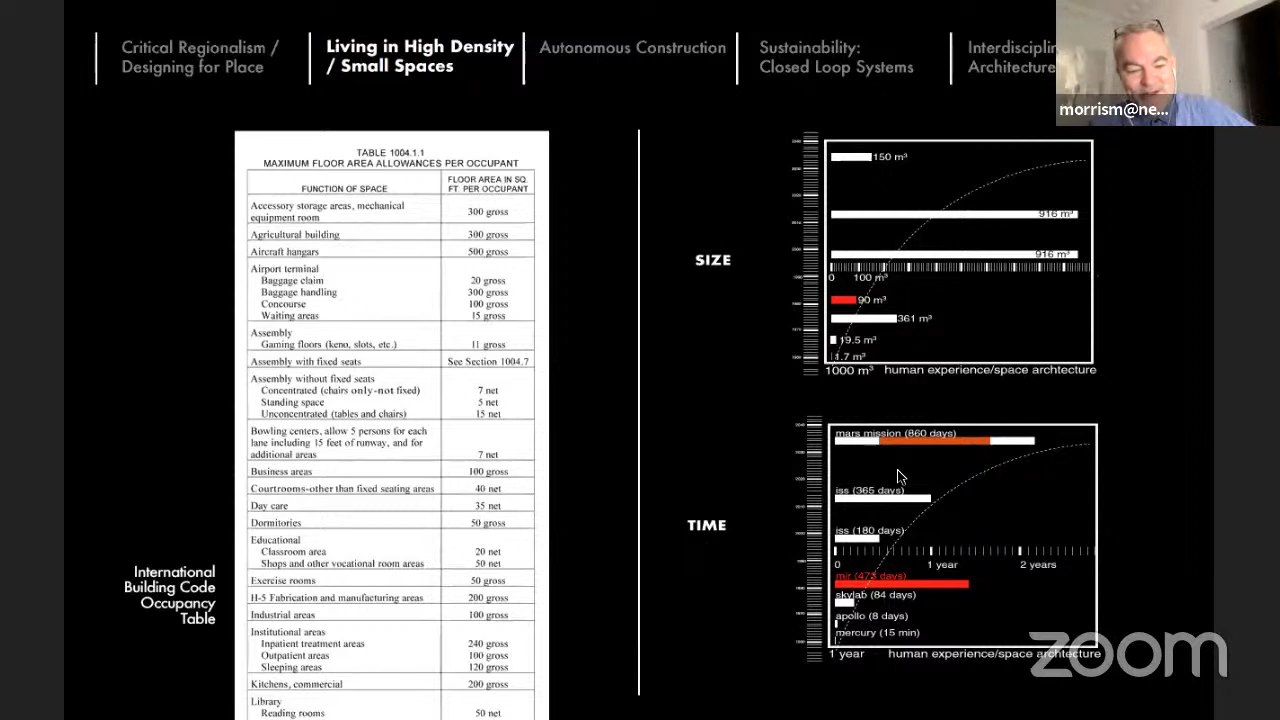 Critical Regionalism /
Designing for Place
Living in High Density
/ Small Spaces
Autonomous Construction
Sustainability:
Closed Loop Systems
Architecture
morrism@ne...
TABLE 1004.1.1
MAXIMUM FLOOR AREA ALLOWANCES PER OCCUPANT
FUNCTION OF SPACE
FLOOR AREA IN SQ.
FT. PER OCCUPANT
Accessory storage areas, mechanical
equipment room 300 gross
Agricultural building 300 gross
Aircraft hangars 500 gross
Airport terminal
Baggage claim 20 gross
Baggage handling 300 gross
Concourse 100 gross
Waiting areas 15 gross
Assembly
Gaming floors (keno, slots, etc.) 11 gross
Assembly with fixed seats See Section 1004.7
Assembly without fixed seats
Concentrated (chairs only-not fixed) 7 net
Standing space 5 net
Unconcentrated (tables and chairs) 15 net
Bowling centers, allow 5 persons for each
lane including 15 feet of runway, and for
additional areas 7 net
Business areas 100 gross
Courtrooms-other than fixed seating areas 40 net
Day care 35 net
Dormitories 50 gross
Educational
Classroom area 20 net
Shops and other vocational room areas 50 net
Exercise rooms 50 gross
H-5 Fabrication and manufacturing areas 200 gross
Industrial areas 100 gross
Institutional areas
Inpatient treatment areas 240 gross
Outpatient areas 100 gross
Sleeping areas 120 gross
Kitchens, commercial 200 gross
Library
Reading rooms 50 net
International
Building Code
Occupancy
Table
SIZE
150 m³
916 m³
916 m³
0 100 m³
90 m³
361 m³
19.5 m³
1.7 m³
1000 m³ human experience/space archtecture
TIME
mars mission (860 days)
iss (365 days)
iss (180 days)
0 1 year 2 years
mir (473 days)
skylab (84 days)
apollo (8 days)
mercury (15 min)
1 year human experience/space archtecture
zoom